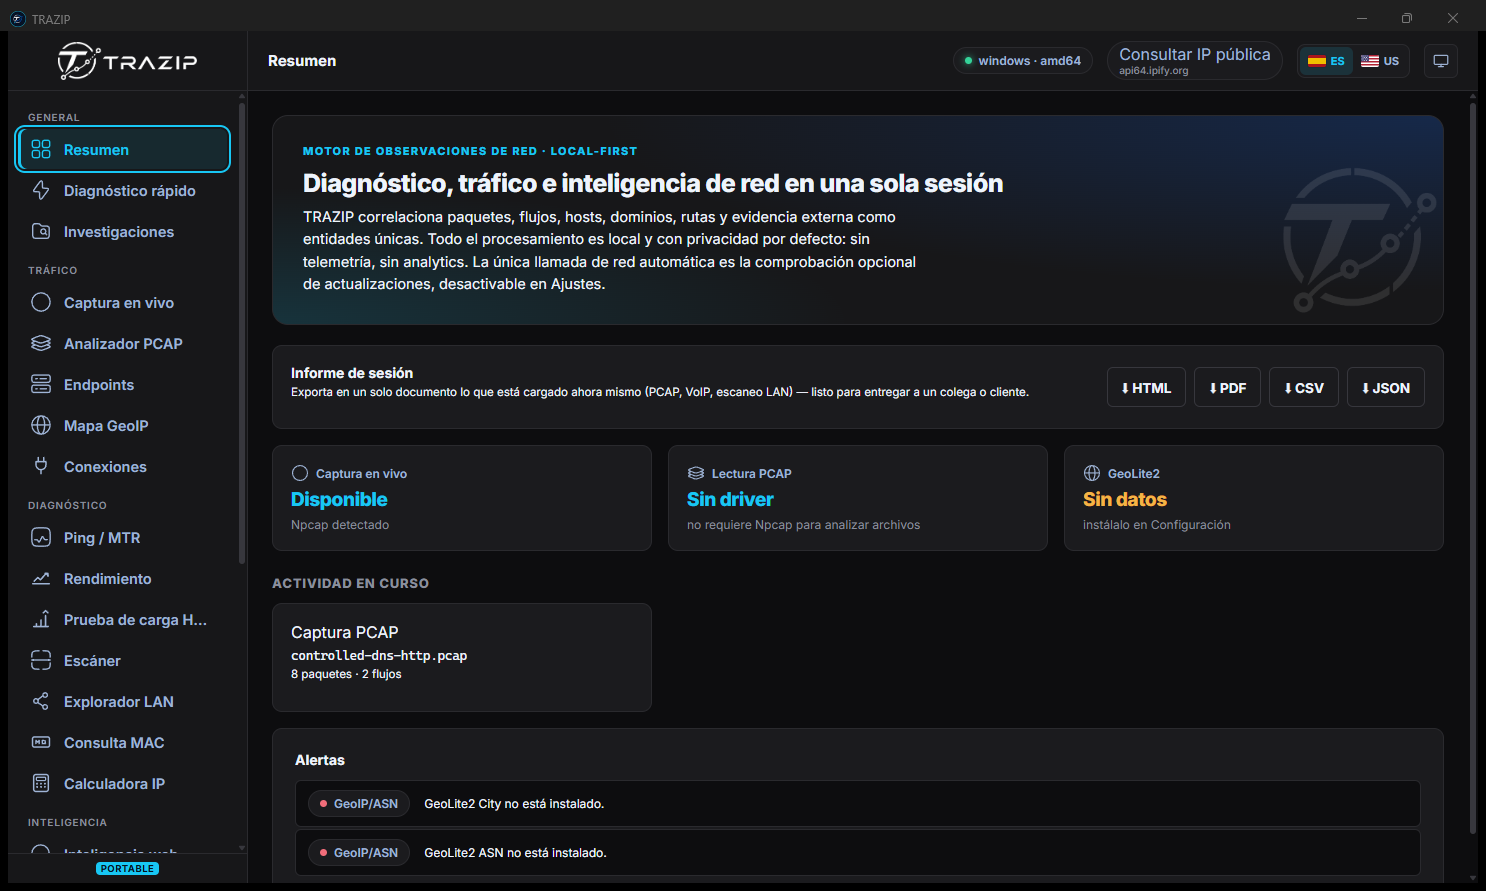 TRAZIP
TRAZIP
Resumen
windows · amd64
Consultar IP pública
api64.ipify.org
ES
US
GENERAL
Resumen
Diagnóstico rápido
Investigaciones
TRÁFICO
Captura en vivo
Analizador PCAP
Endpoints
Mapa GeoIP
Conexiones
DIAGNÓSTICO
Ping / MTR
Rendimiento
Prueba de carga H...
Escáner
Explorador LAN
Consulta MAC
Calculadora IP
INTELIGENCIA
Inteligencia web
PORTABLE
MOTOR DE OBSERVACIONES DE RED · LOCAL-FIRST
Diagnóstico, tráfico e inteligencia de red en una sola sesión
TRAZIP correlaciona paquetes, flujos, hosts, dominios, rutas y evidencia externa como
entidades únicas. Todo el procesamiento es local y con privacidad por defecto: sin
telemetría, sin analytics. La única llamada de red automática es la comprobación opcional
de actualizaciones, desactivable en Ajustes.
Informe de sesión
Exporta en un solo documento lo que está cargado ahora mismo (PCAP, VoIP, escaneo LAN) — listo para entregar a un colega o cliente.
⬇ HTML
⬇ PDF
⬇ CSV
⬇ JSON
Captura en vivo
Disponible
Npcap detectado
Lectura PCAP
Sin driver
no requiere Npcap para analizar archivos
GeoLite2
Sin datos
instálalo en Configuración
ACTIVIDAD EN CURSO
Captura PCAP
controlled-dns-http.pcap
8 paquetes · 2 flujos
Alertas
GeoIP/ASN
GeoLite2 City no está instalado.
GeoIP/ASN
GeoLite2 ASN no está instalado.